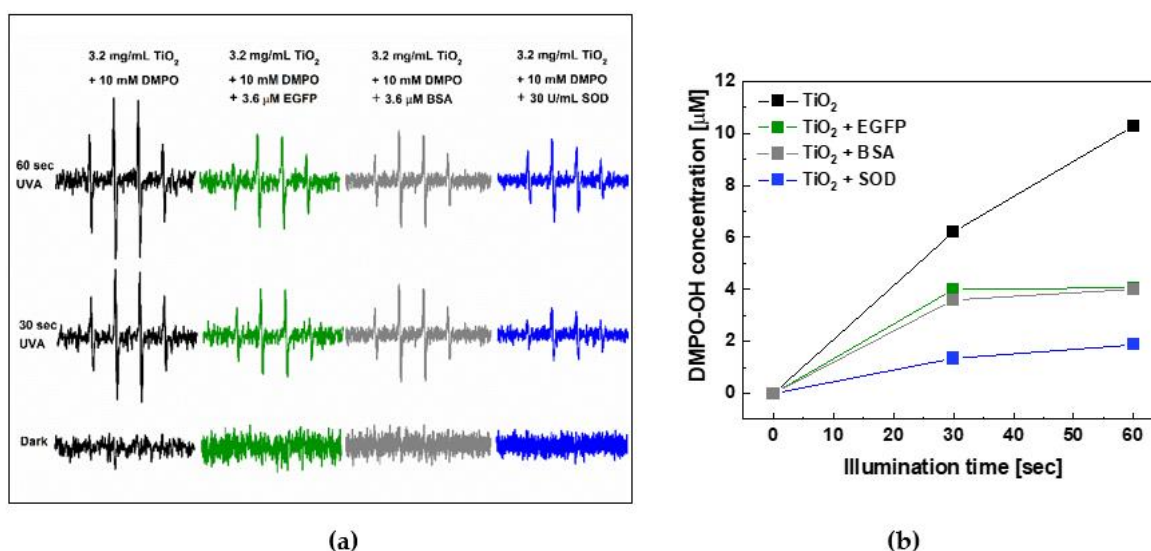 3.2 mg/mL TiO₂
+ 10 mM DMPO
3.2 mg/mL TiO₂
+ 10 mM DMPO
+ 3.6 μM EGFP
3.2 mg/mL TiO₂
+ 10 mM DMPO
+ 3.6 μM BSA
3.2 mg/mL TiO₂
+ 10 mM DMPO
+ 30 U/mL SOD
60 sec
UVA
30 sec
UVA
Dark
(a)
DMPO-OH concentration [μM]
12
10
8
6
4
2
0
TiO₂
TiO₂ + EGFP
TiO₂ + BSA
TiO₂ + SOD
0 10 20 30 40 50 60
Illumination time [sec]
(b)